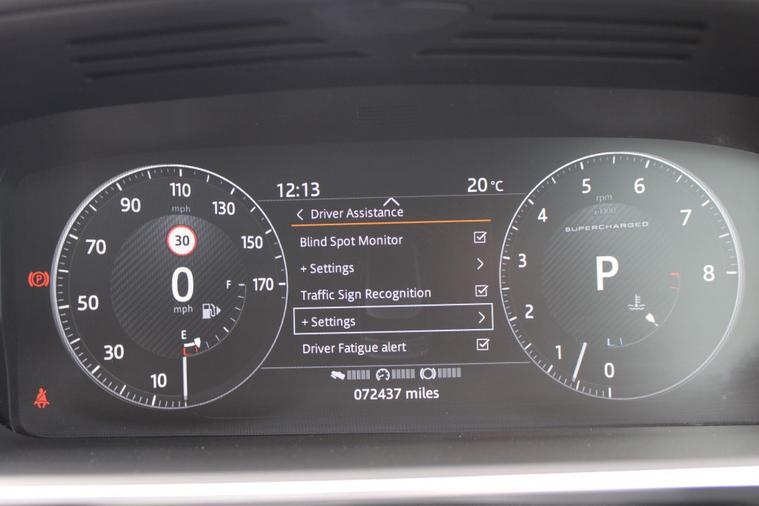 12:13
20 °C
Driver Assistance
Blind Spot Monitor
+ Settings
Traffic Sign Recognition
+ Settings
Driver Fatigue alert
072437 miles
10
30
50
70
90
110
130
150
170
mph
30
0
mph
F
E
0
1
2
3
4
5
6
7
8
rpm
x1000
SUPERCHARGED
P
P